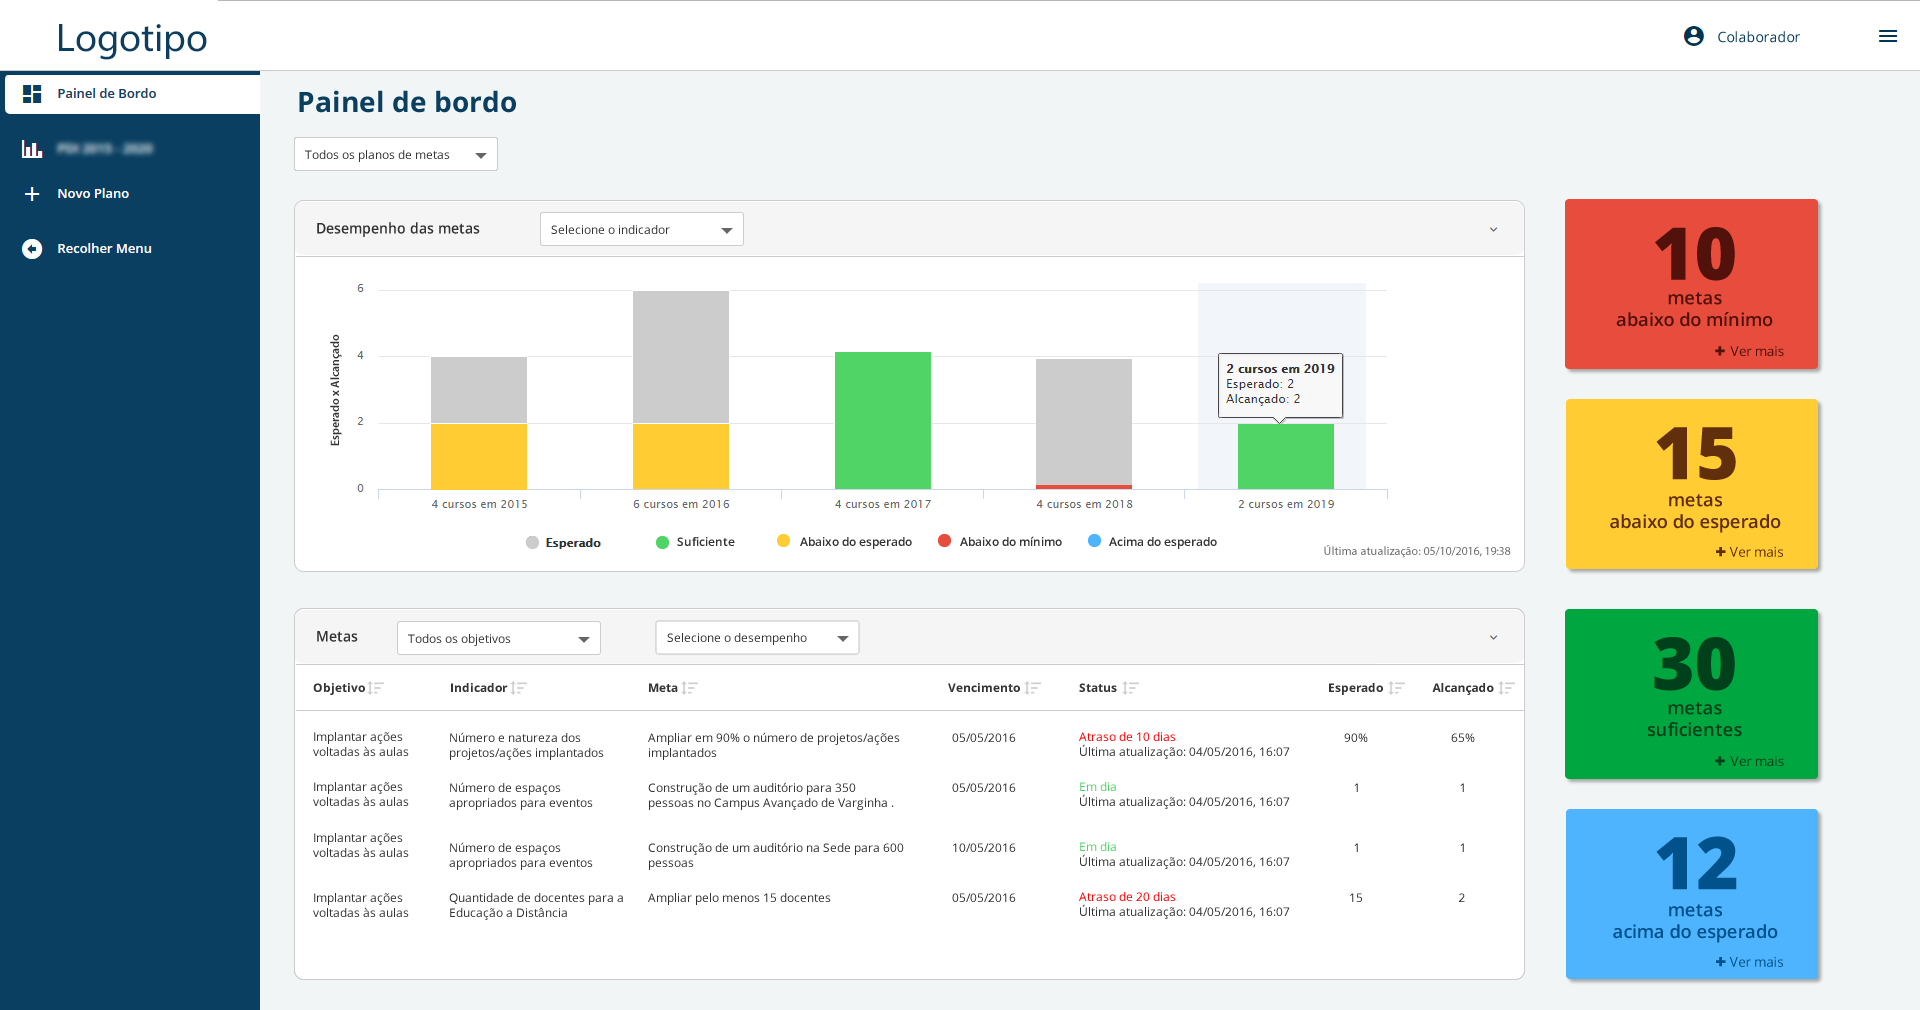 Logotipo
Colaborador
Painel de Bordo
Novo Plano
Recolher Menu
Painel de bordo
Todos os planos de metas
Desempenho das metas
Selecione o indicador
Esperado x Alcançado
6
4
2
0
2 cursos em 2019
Esperado: 2
Alcançado: 2
4 cursos em 2015
6 cursos em 2016
4 cursos em 2017
4 cursos em 2018
2 cursos em 2019
Esperado
Suficiente
Abaixo do esperado
Abaixo do mínimo
Acima do esperado
Última atualização: 05/10/2016, 19:38
10
metas
abaixo do mínimo
+ Ver mais
15
metas
abaixo do esperado
+ Ver mais
30
metas
suficientes
+ Ver mais
12
metas
acima do esperado
+ Ver mais
Metas
Todos os objetivos
Selecione o desempenho
Objetivo Indicador Meta Vencimento Status Esperado Alcançado
Implantar ações
voltadas às aulas
Número e natureza dos
projetos/ações implantados
Ampliar em 90% o número de projetos/ações
implantados
05/05/2016
Atraso de 10 dias
Última atualização: 04/05/2016, 16:07
90%
65%
Implantar ações
voltadas às aulas
Número de espaços
apropriados para eventos
Construção de um auditório para 350
pessoas no Campus Avançado de Varginha .
05/05/2016
Em dia
Última atualização: 04/05/2016, 16:07
1
1
Implantar ações
voltadas às aulas
Número de espaços
apropriados para eventos
Construção de um auditório na Sede para 600
pessoas
10/05/2016
Em dia
Última atualização: 04/05/2016, 16:07
1
1
Implantar ações
voltadas às aulas
Quantidade de docentes para a
Educação a Distância
Ampliar pelo menos 15 docentes
05/05/2016
Atraso de 20 dias
Última atualização: 04/05/2016, 16:07
15
2